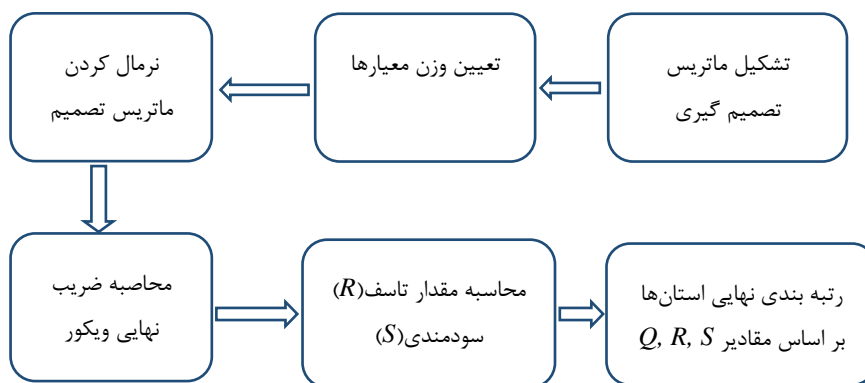 تشکیل ماتریس
تصمیم گیری
تعیین وزن معیارها
نرمال کردن
ماتریس تصمیم
محاصبه ضریب
نهایی ویکور
محاسبه مقدار تاسف(R)
سودمندی(S)
رتبه بندی نهایی استان‌ها
بر اساس مقادیر Q, R, S